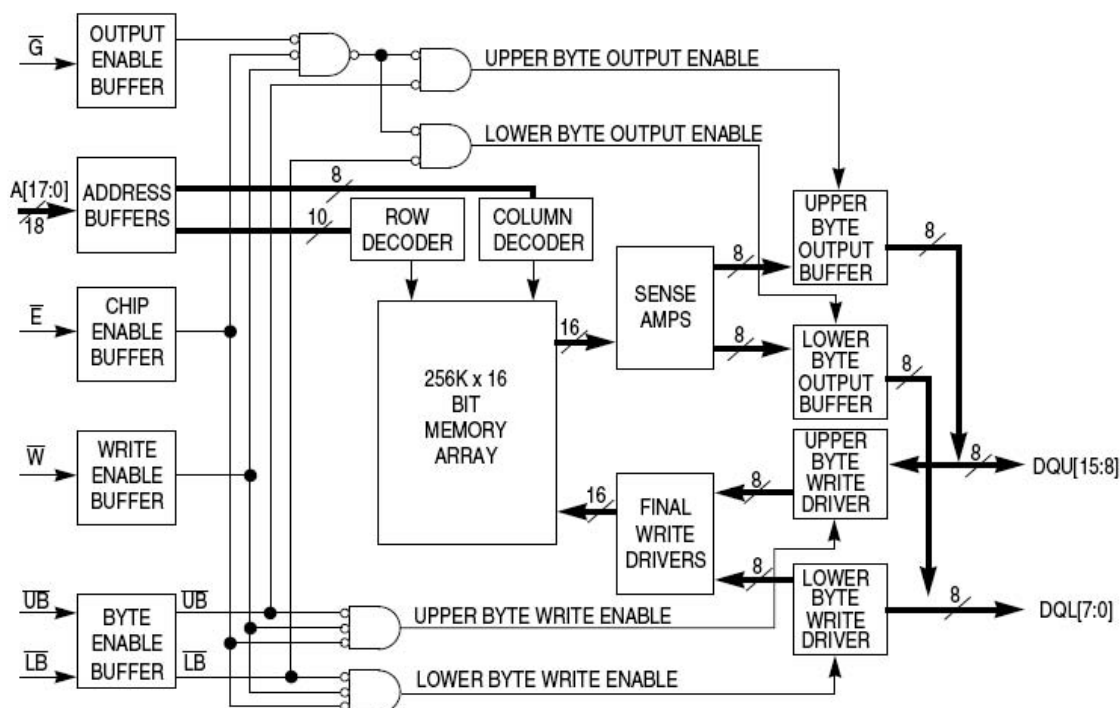 G̅
OUTPUT
ENABLE
BUFFER
UPPER BYTE OUTPUT ENABLE
LOWER BYTE OUTPUT ENABLE
A[17:0]
18
ADDRESS
BUFFERS
8
10
ROW
DECODER
COLUMN
DECODER
UPPER
BYTE
OUTPUT
BUFFER
8
8
SENSE
AMPS
8
16
E̅
CHIP
ENABLE
BUFFER
LOWER
BYTE
OUTPUT
BUFFER
8
256K x 16
BIT
MEMORY
ARRAY
W̅
WRITE
ENABLE
BUFFER
16
FINAL
WRITE
DRIVERS
8
8
UPPER
BYTE
WRITE
DRIVER
8
DQU[15:8]
LOWER
BYTE
WRITE
DRIVER
8
DQL[7:0]
U̅B̅
L̅B̅
BYTE
ENABLE
BUFFER
U̅B̅
L̅B̅
UPPER BYTE WRITE ENABLE
LOWER BYTE WRITE ENABLE